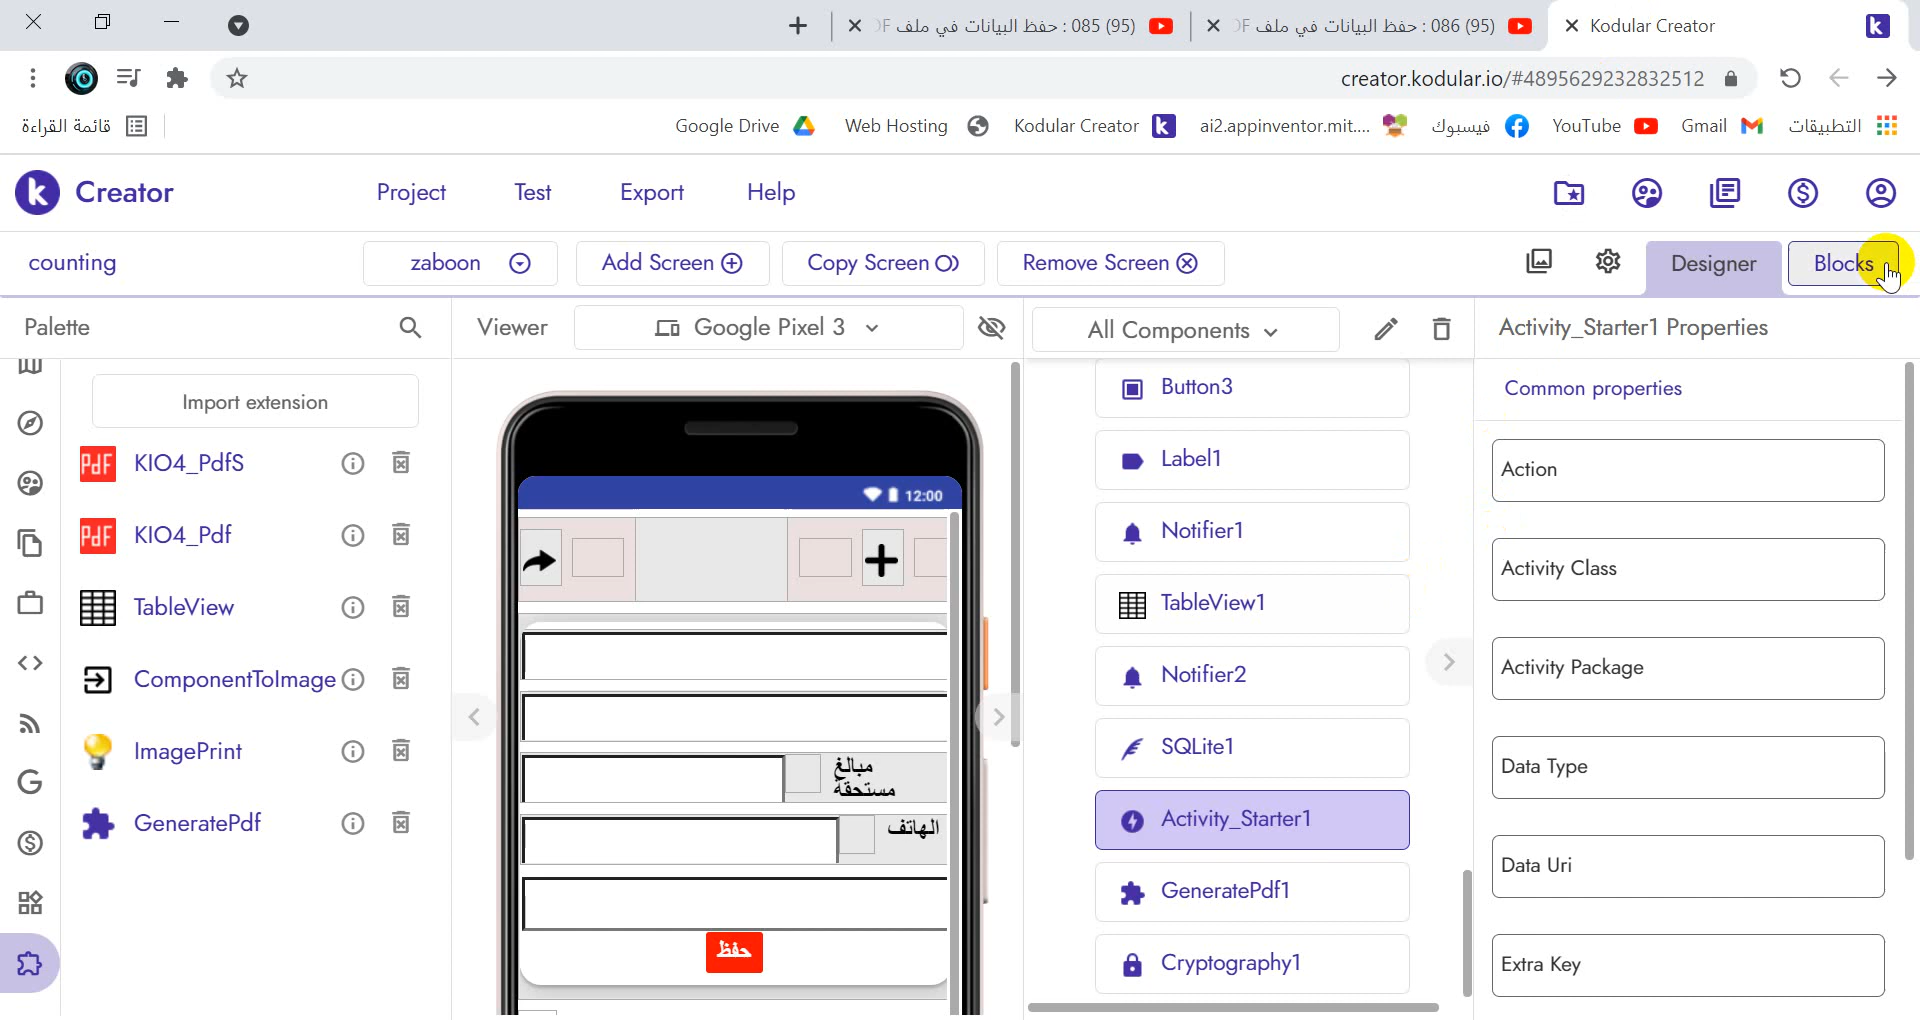 (95) 085 : حفظ البيانات في ملف DF
(95) 086 : حفظ البيانات في ملف DF
Kodular Creator
creator.kodular.io/#4895629232832512
قائمة القراءة
Google Drive
Web Hosting
Kodular Creator
ai2.appinventor.mit....
فيسبوك
YouTube
Gmail
التطبيقات
Creator
Project
Test
Export
Help
counting
zaboon
Add Screen
Copy Screen
Remove Screen
Designer
Blocks
Palette
Viewer
Google Pixel 3
All Components
Activity_Starter1 Properties
Import extension
KIO4_PdfS
KIO4_Pdf
TableView
ComponentToImage
ImagePrint
GeneratePdf
12:00
مبالغ
مستحقة
الهاتف
حفظ
Button3
Label1
Notifier1
TableView1
Notifier2
SQLite1
Activity_Starter1
GeneratePdf1
Cryptography1
Common properties
Action
Activity Class
Activity Package
Data Type
Data Uri
Extra Key